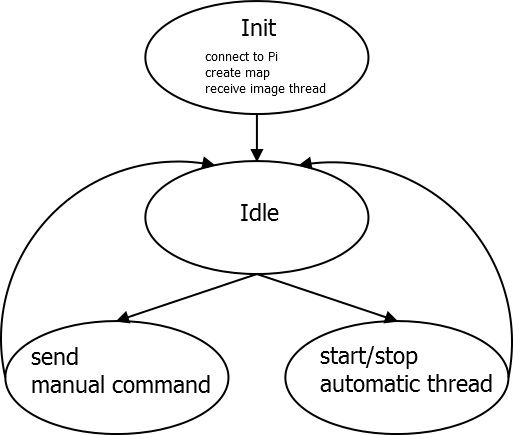 Init
connect to Pi
create map
receive image thread
Idle
send
manual command
start/stop
automatic thread